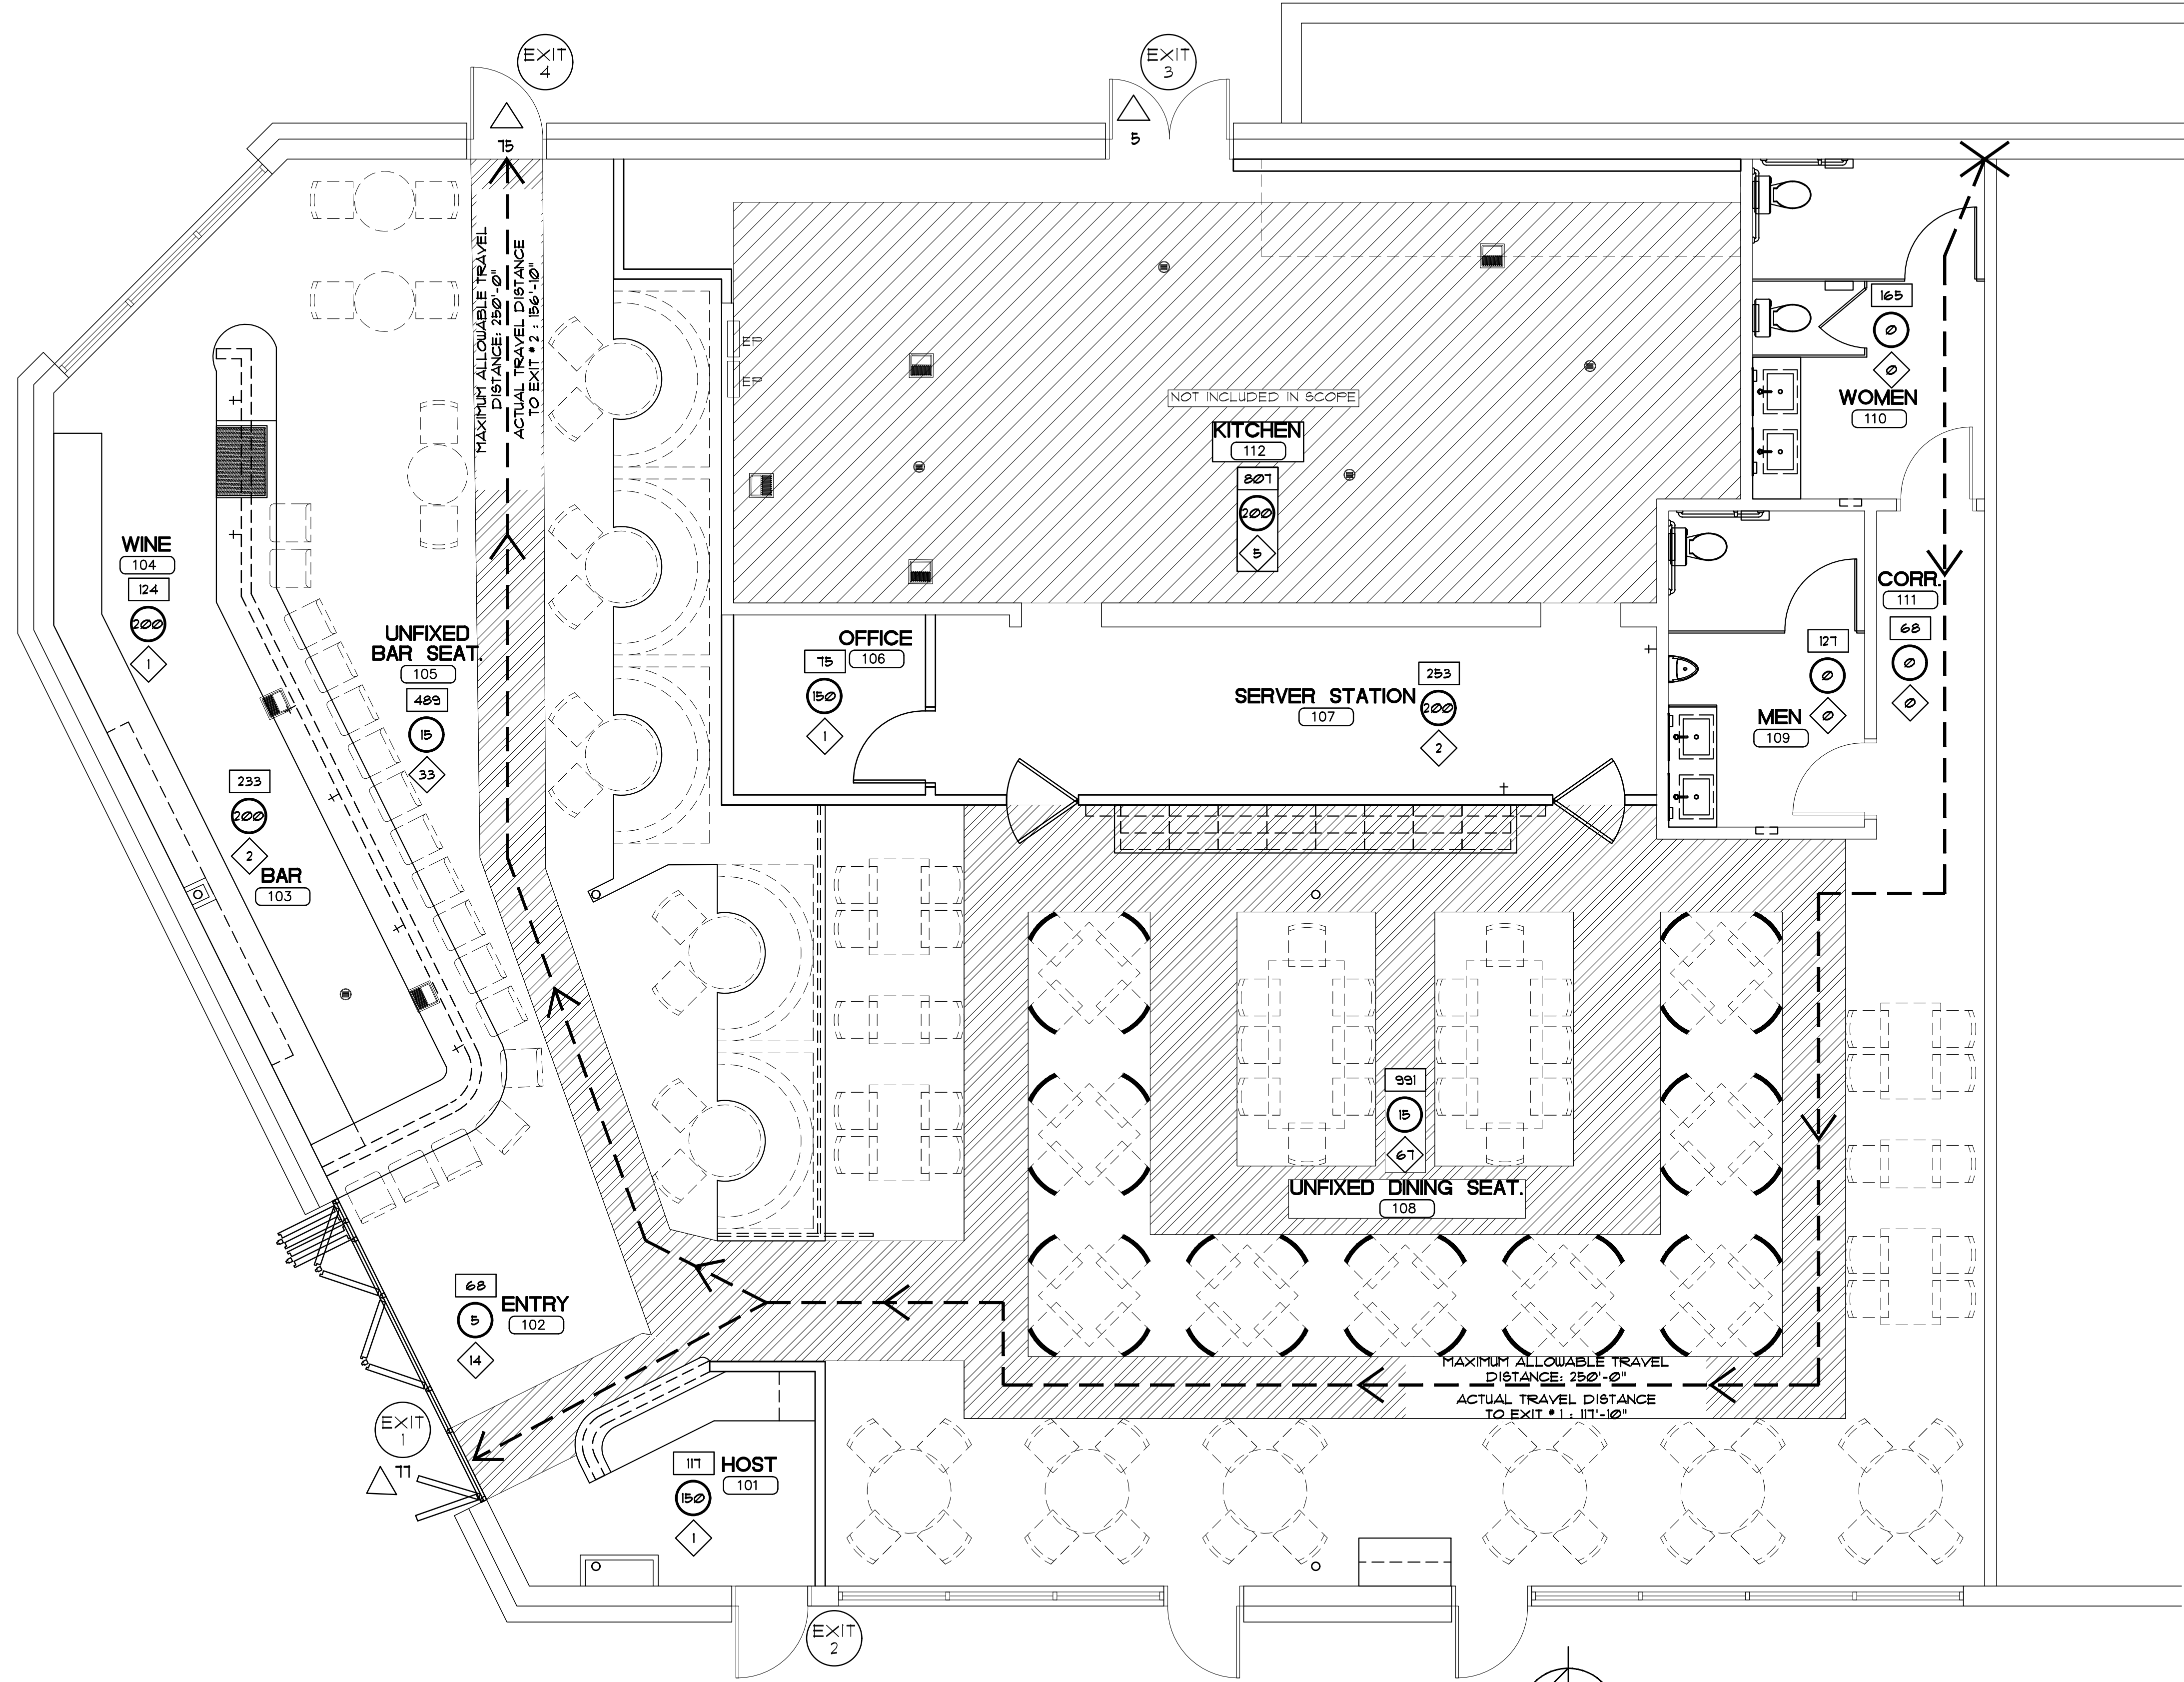 EXIT
4
EXIT
3
75
5
MAXIMUM ALLOWABLE TRAVEL
DISTANCE: 250'-0"
ACTUAL TRAVEL DISTANCE
TO EXIT # 2 : 156'-10"
EP
EP
NOT INCLUDED IN SCOPE
KITCHEN
112
807
200
5
165
0
0
WOMEN
110
WINE
104
124
200
1
UNFIXED
BAR SEAT.
105
489
15
33
233
200
2
BAR
103
OFFICE
75
106
150
1
253
SERVER STATION
200
107
2
127
0
MEN
0
109
CORR.
111
68
0
0
991
15
67
UNFIXED DINING SEAT.
108
68
ENTRY
5
102
14
MAXIMUM ALLOWABLE TRAVEL
DISTANCE: 250'-0"
ACTUAL TRAVEL DISTANCE
TO EXIT # 1 : 117'-10"
EXIT
1
77
117
HOST
101
150
1
EXIT
2